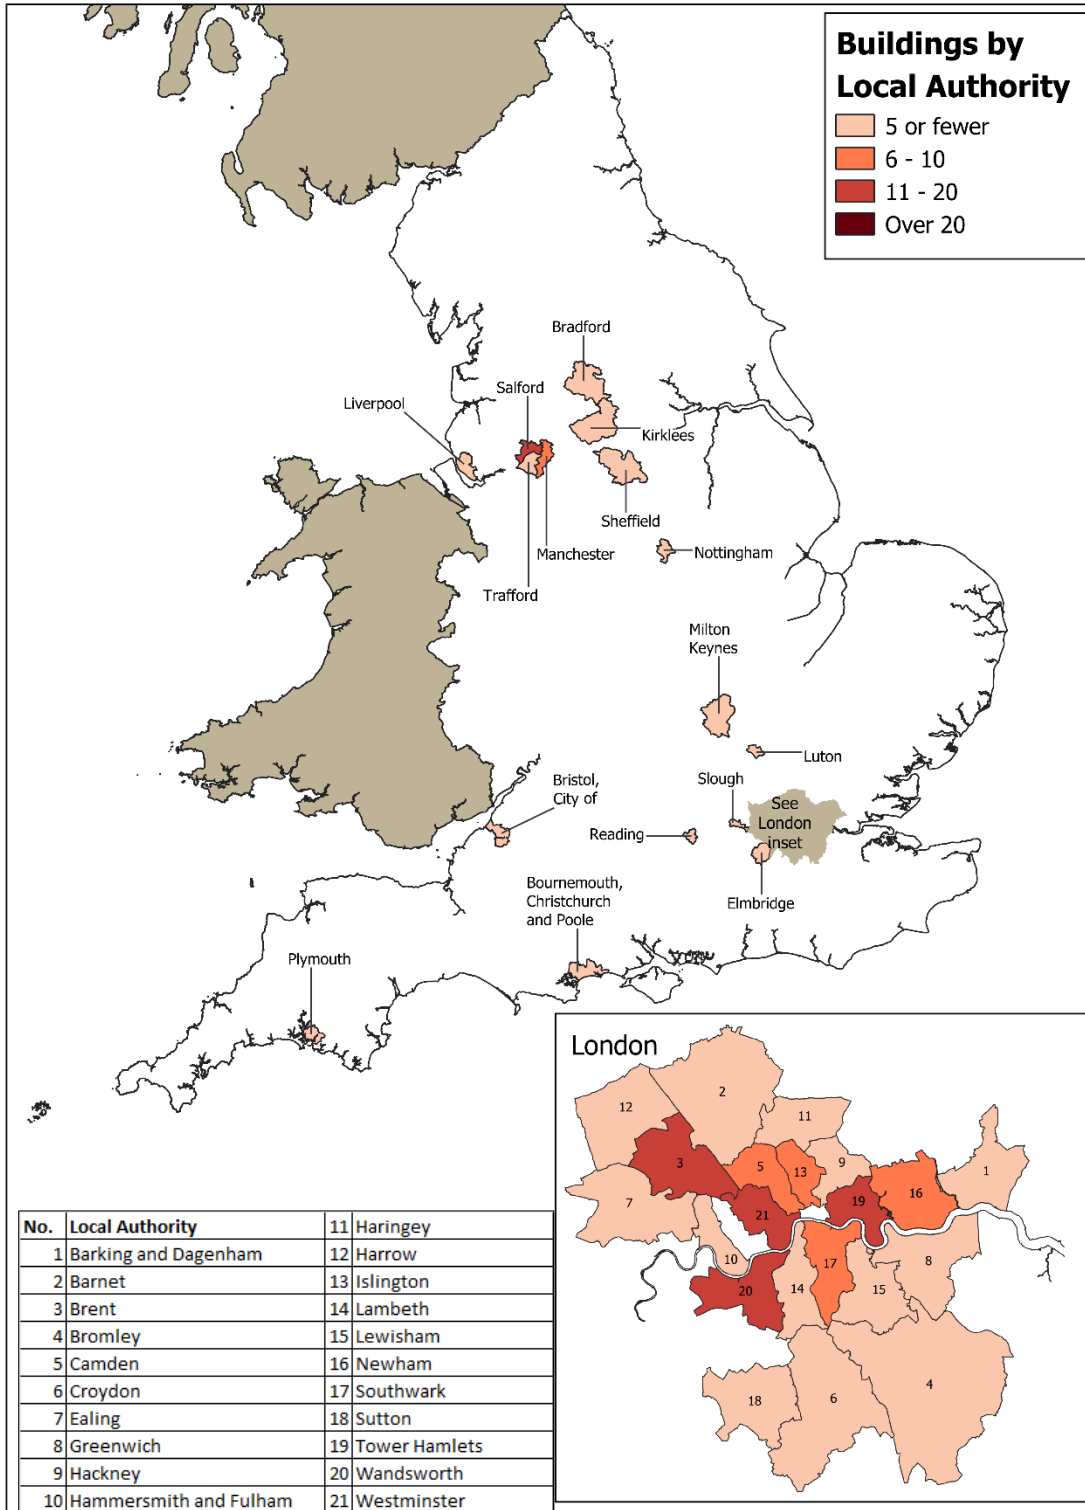 Buildings by
Local Authority
5 or fewer
6 - 10
11 - 20
Over 20
Bradford
Salford
Liverpool
Kirklees
Sheffield
Manchester
Nottingham
Trafford
Milton
Keynes
Luton
Slough
See
London
inset
Bristol,
City of
Reading
Elmbridge
Bournemouth,
Christchurch
and Poole
Plymouth
London
2
12
11
3
5
13
9
1
16
7
19
21
10
17
8
20
14
15
18
6
4
No. Local Authority 11 Haringey
1 Barking and Dagenham 12 Harrow
2 Barnet 13 Islington
3 Brent 14 Lambeth
4 Bromley 15 Lewisham
5 Camden 16 Newham
6 Croydon 17 Southwark
7 Ealing 18 Sutton
8 Greenwich 19 Tower Hamlets
9 Hackney 20 Wandsworth
10 Hammersmith and Fulham 21 Westminster